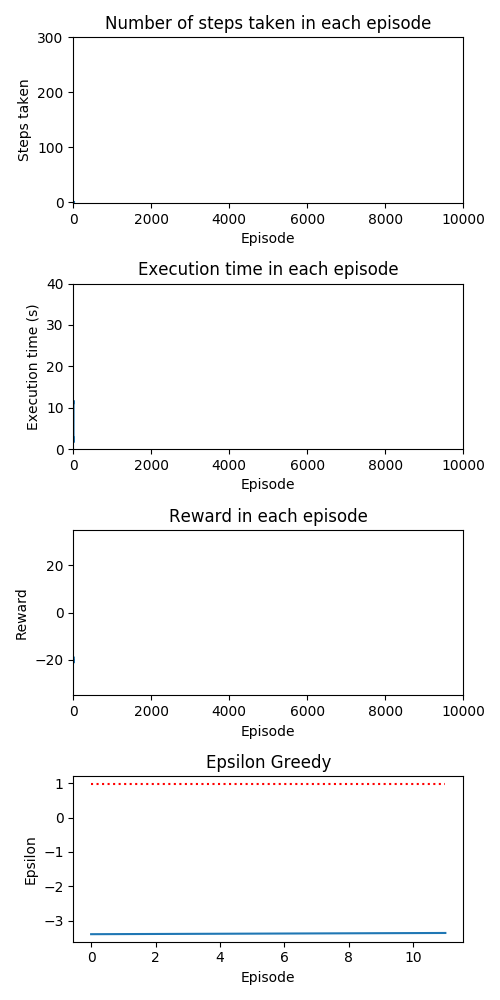 Number of steps taken in each episode
300
200
100
0
Steps taken
0 2000 4000 6000 8000 10000
Episode
Execution time in each episode
40
30
20
10
0
Execution time (s)
0 2000 4000 6000 8000 10000
Episode
Reward in each episode
20
0
−20
Reward
0 2000 4000 6000 8000 10000
Episode
Epsilon Greedy
1
0
−1
−2
−3
Epsilon
0 2 4 6 8 10
Episode